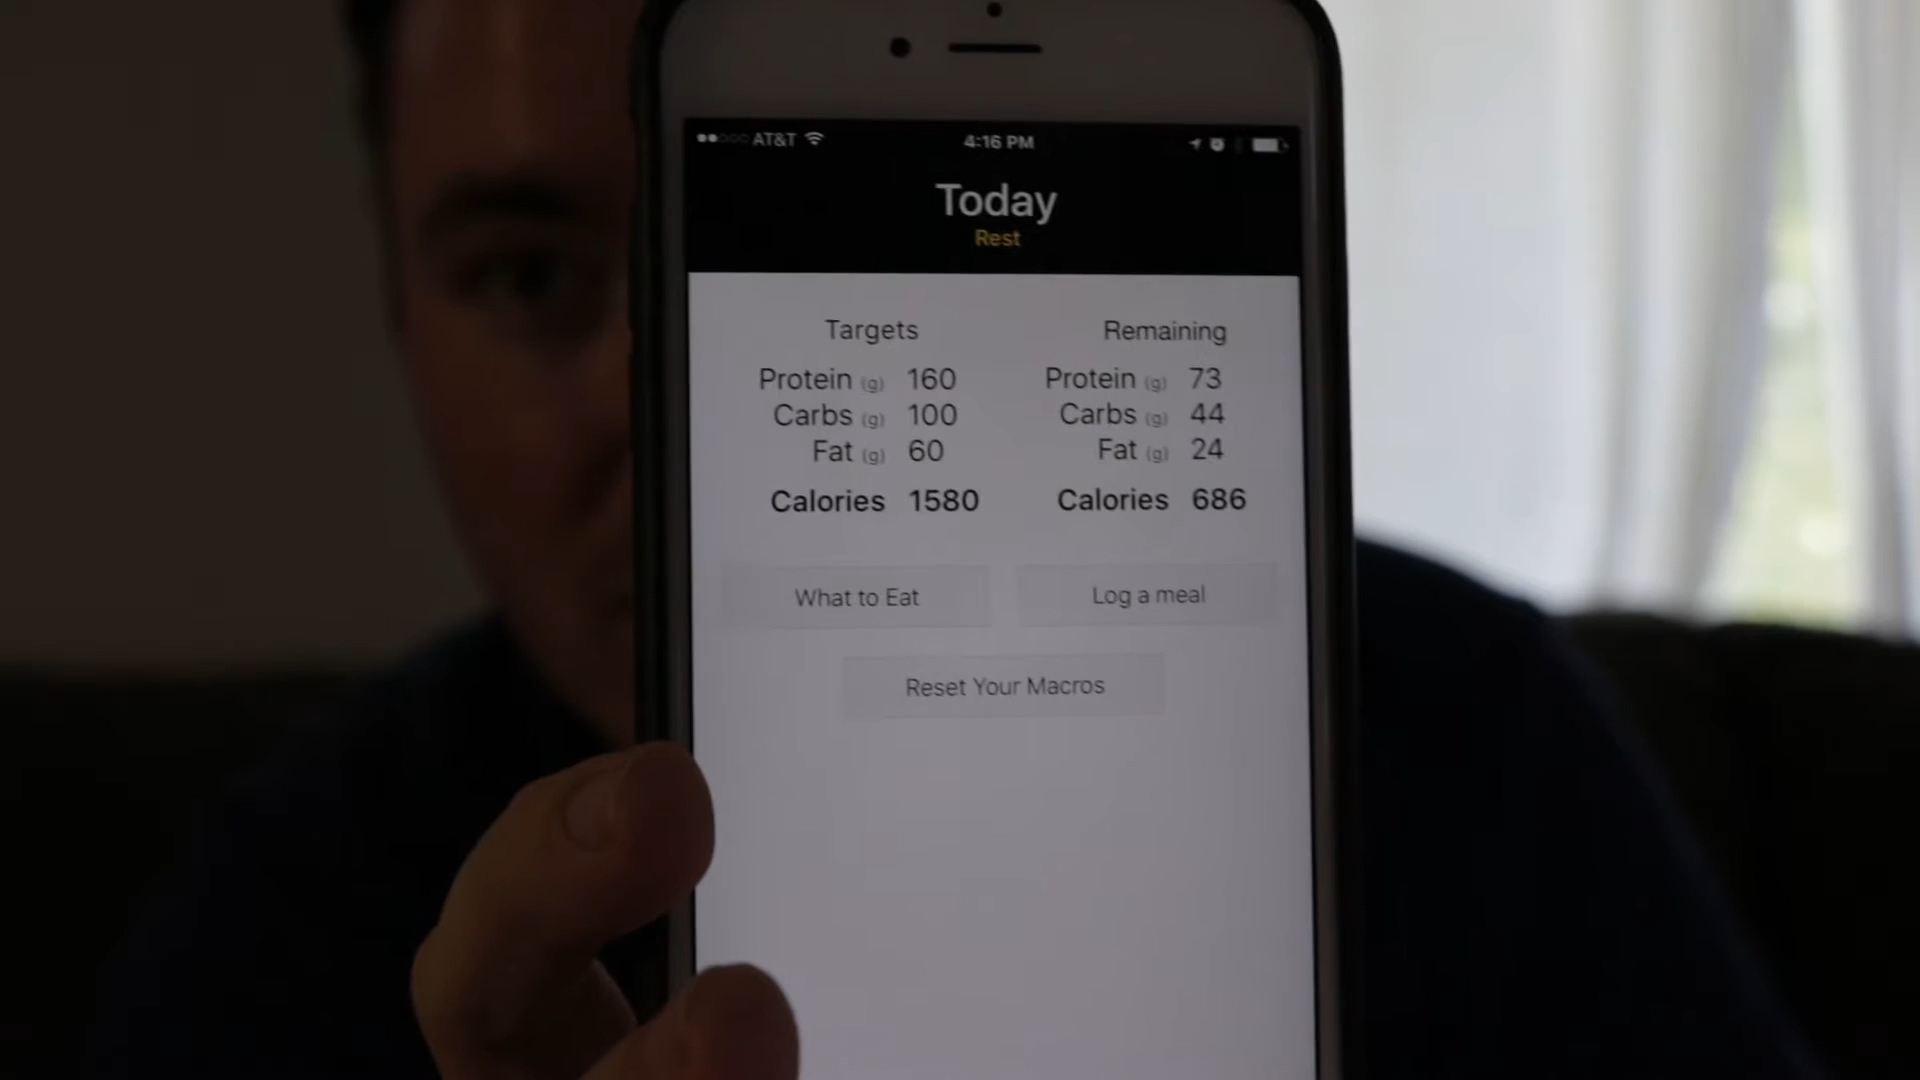 AT&T 4:16 PM
Today
Rest
Targets
Protein (g) 160
Carbs (g) 100
Fat (g) 60
Calories 1580
Remaining
Protein (g) 73
Carbs (g) 44
Fat (g) 24
Calories 686
What to Eat
Log a meal
Reset Your Macros